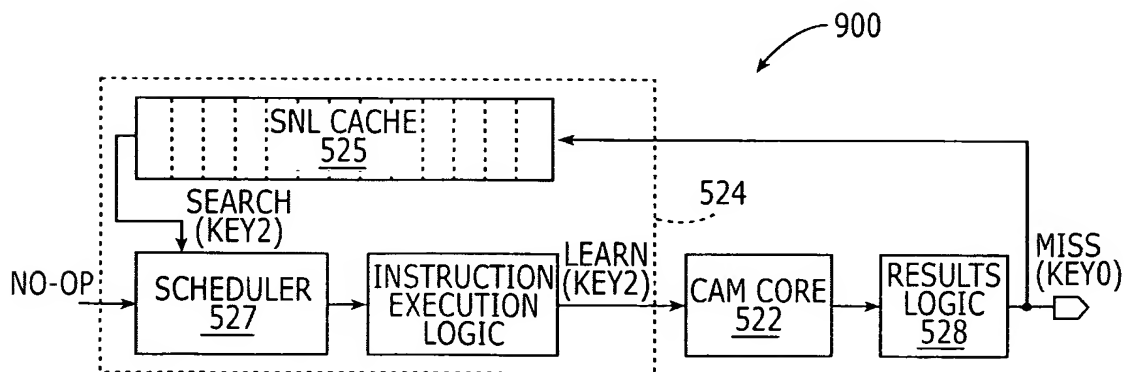 900
SNL CACHE
525
524
SEARCH
(KEY2)
LEARN
(KEY2)
MISS
(KEY0)
NO-OP
SCHEDULER
527
INSTRUCTION
EXECUTION
LOGIC
CAM CORE
522
RESULTS
LOGIC
528